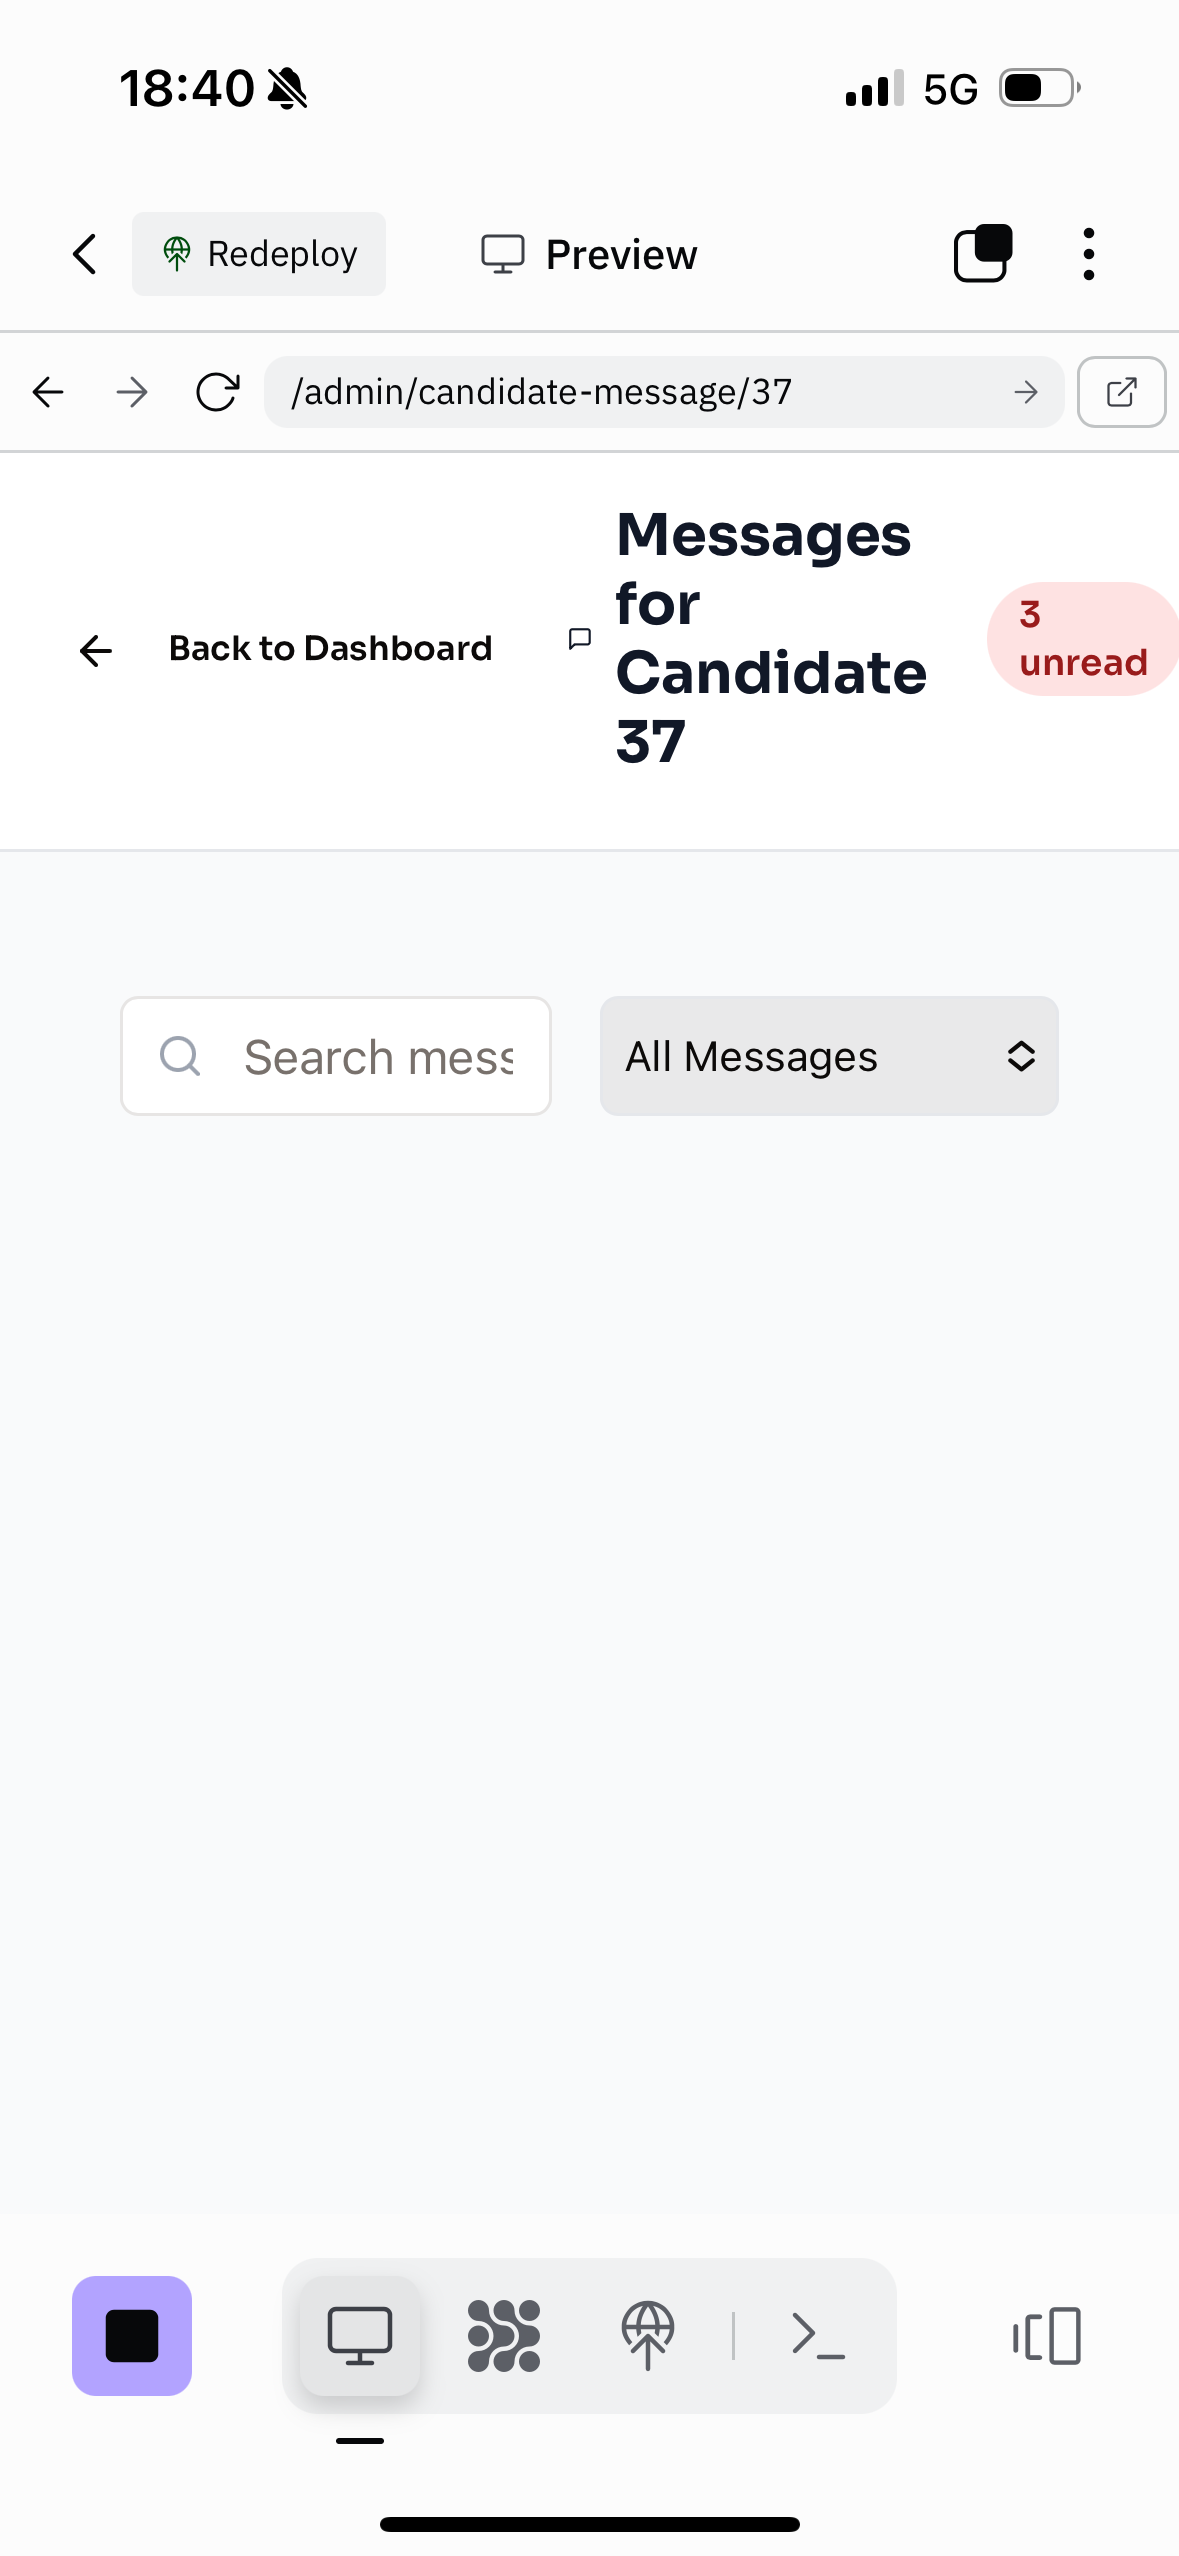 18:40
5G
Redeploy
Preview
/admin/candidate-message/37
Back to Dashboard
Messages
for
Candidate
37
3
unread
Search mess
All Messages